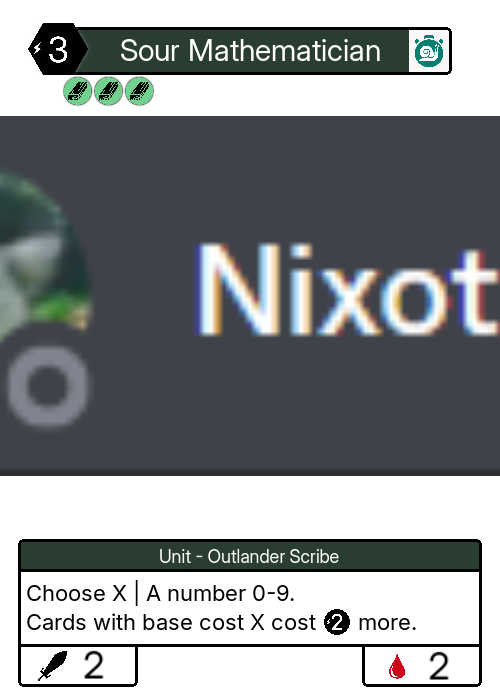 3 Sour Mathematician
Nixot
Unit - Outlander Scribe
Choose X | A number 0-9.
Cards with base cost X cost 2 more.
2 2